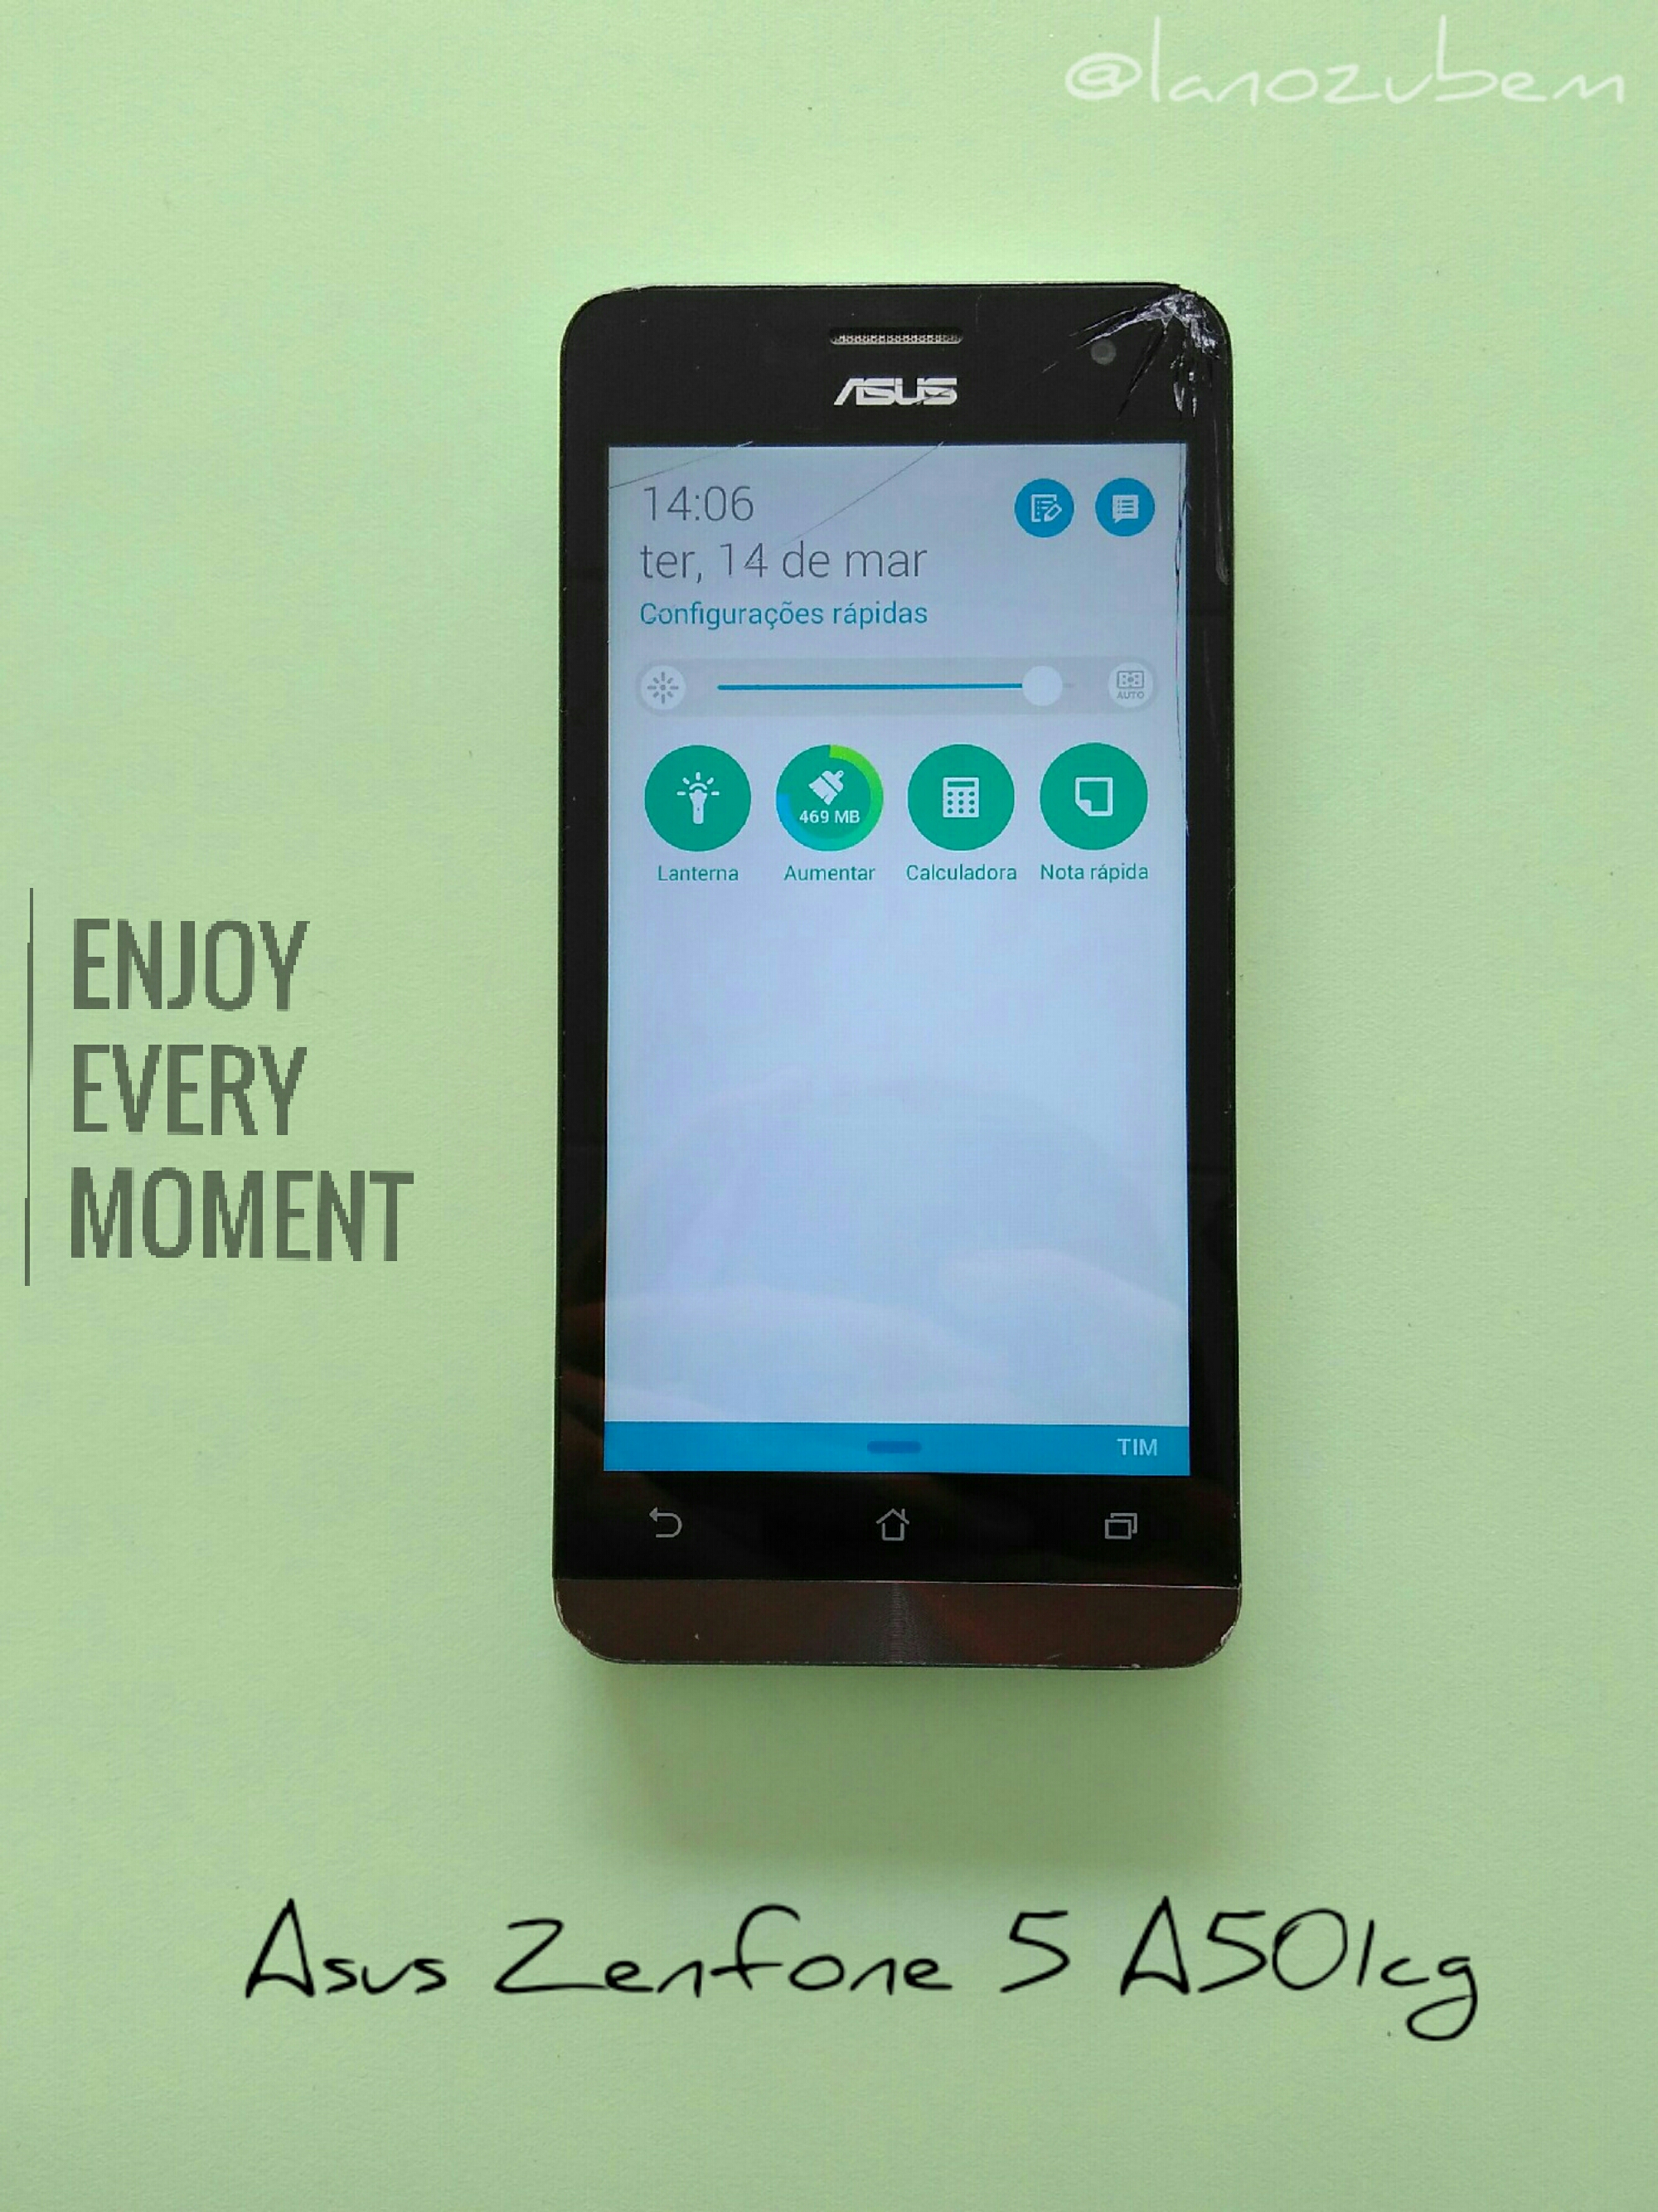 @lanozubem
ASUS
14:06
ter, 14 de mar
Configurações rápidas
AUTO
469 MB
Lanterna Aumentar Calculadora Nota rápida
ENJOY
EVERY
MOMENT
TIM
Asus Zenfone 5 A501cg